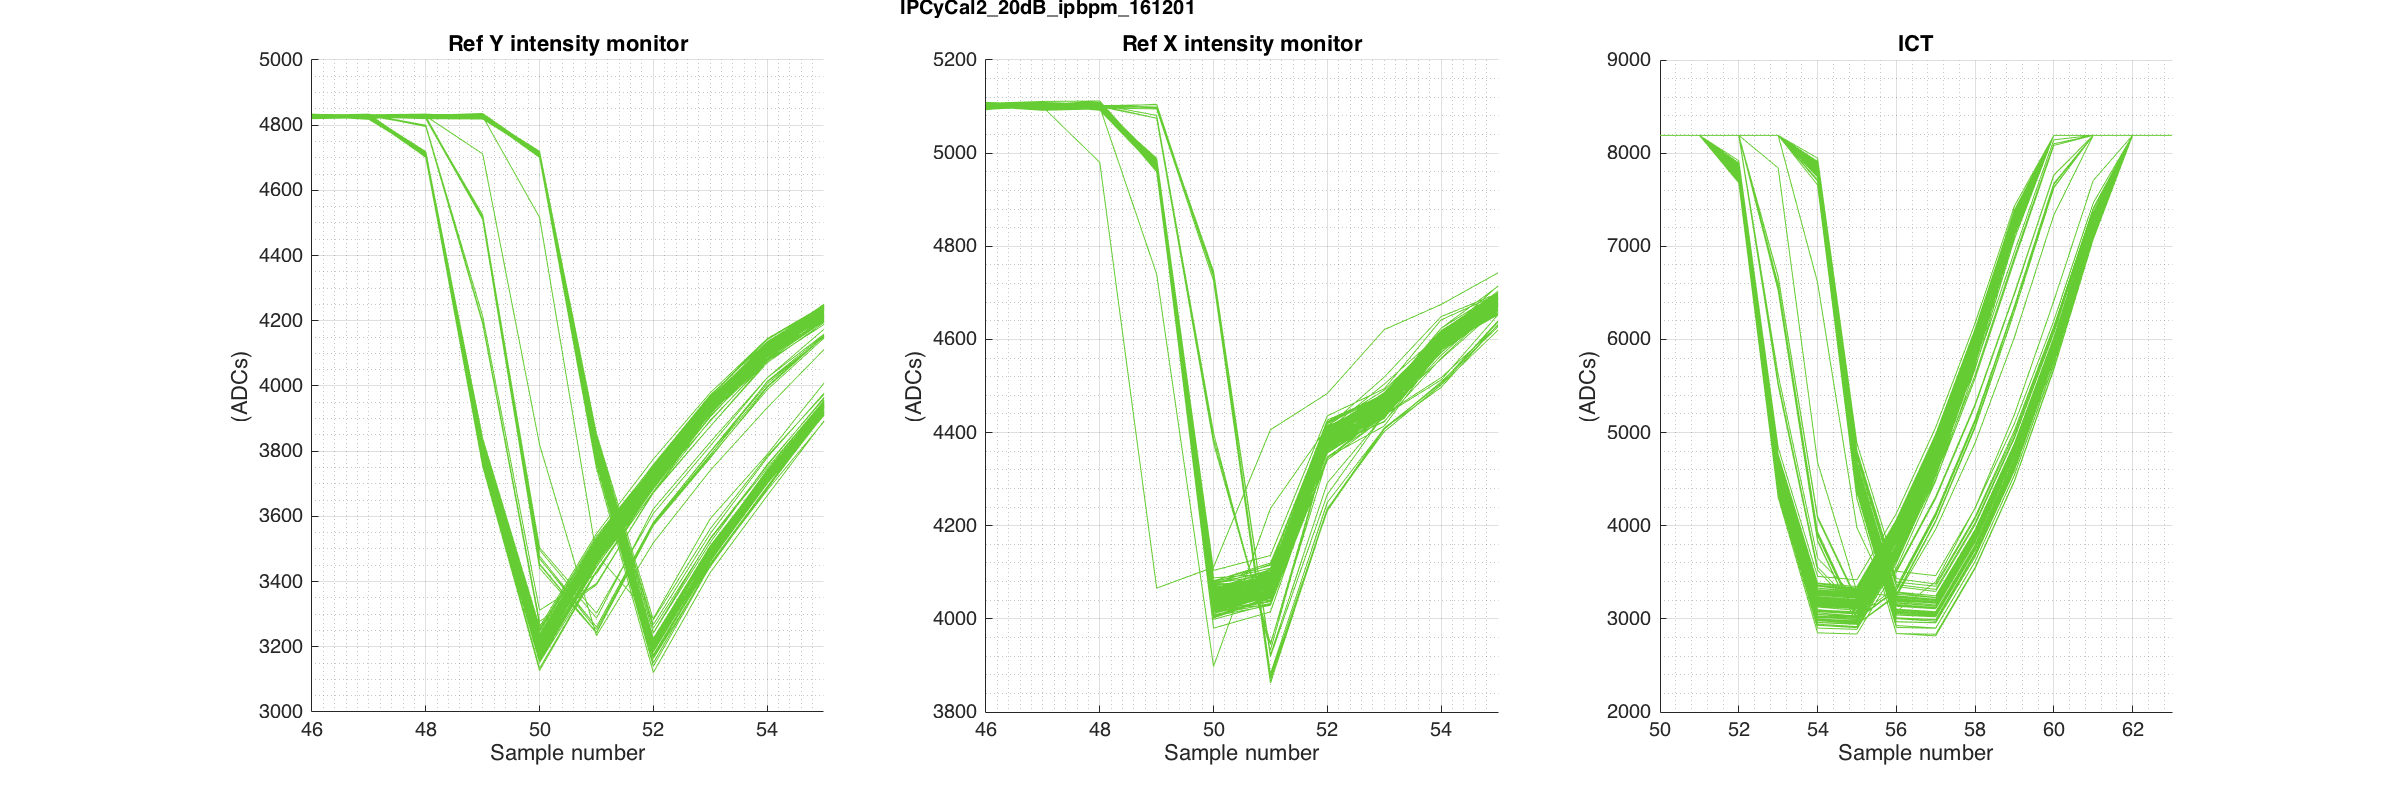 IPCyCal2_20dB_ipbpm_161201
Ref Y intensity monitor
5000
4800
4600
4400
4200
4000
3800
3600
3400
3200
3000
(ADCs)
46 48 50 52 54
Sample number
Ref X intensity monitor
5200
5000
4800
4600
4400
4200
4000
3800
(ADCs)
46 48 50 52 54
Sample number
ICT
9000
8000
7000
6000
5000
4000
3000
2000
(ADCs)
50 52 54 56 58 60 62
Sample number